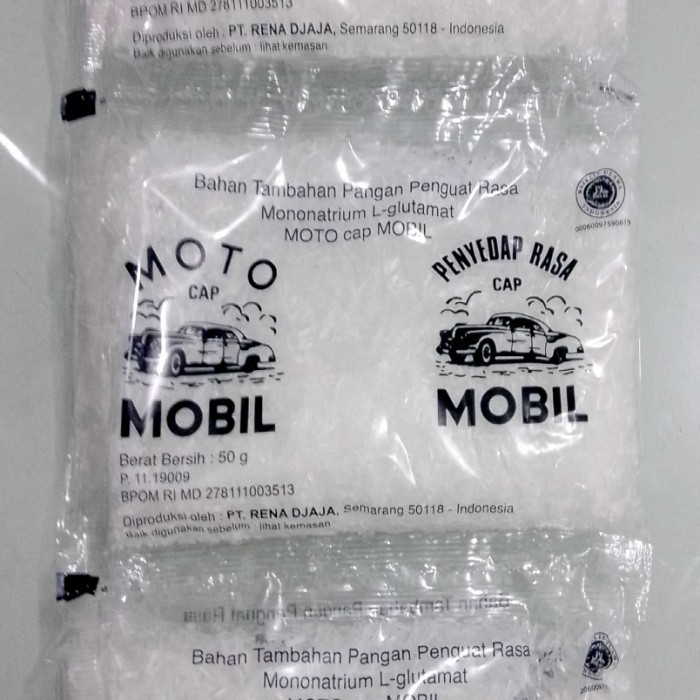 BPOM RI MD 278111003513
Diproduksi oleh : PT. RENA DJAJA, Semarang 50118 - Indonesia
Baik digunakan sebelum : lihat kemasan
Bahan Tambahan Pangan Penguat Rasa
Mononatrium L-glutamat
MOTO cap MOBIL
MOTO
CAP
MOBIL
PENYEDAP RASA
CAP
MOBIL
Berat Bersih : 50 g
P. 11.19009
BPOM RI MD 278111003513
Diproduksi oleh : PT. RENA DJAJA, Semarang 50118 - Indonesia
Baik digunakan sebelum : lihat kemasan
Bahan Tambahan Pangan Penguat Rasa
Mononatrium L-glutamat
MOTO cap MOBIL